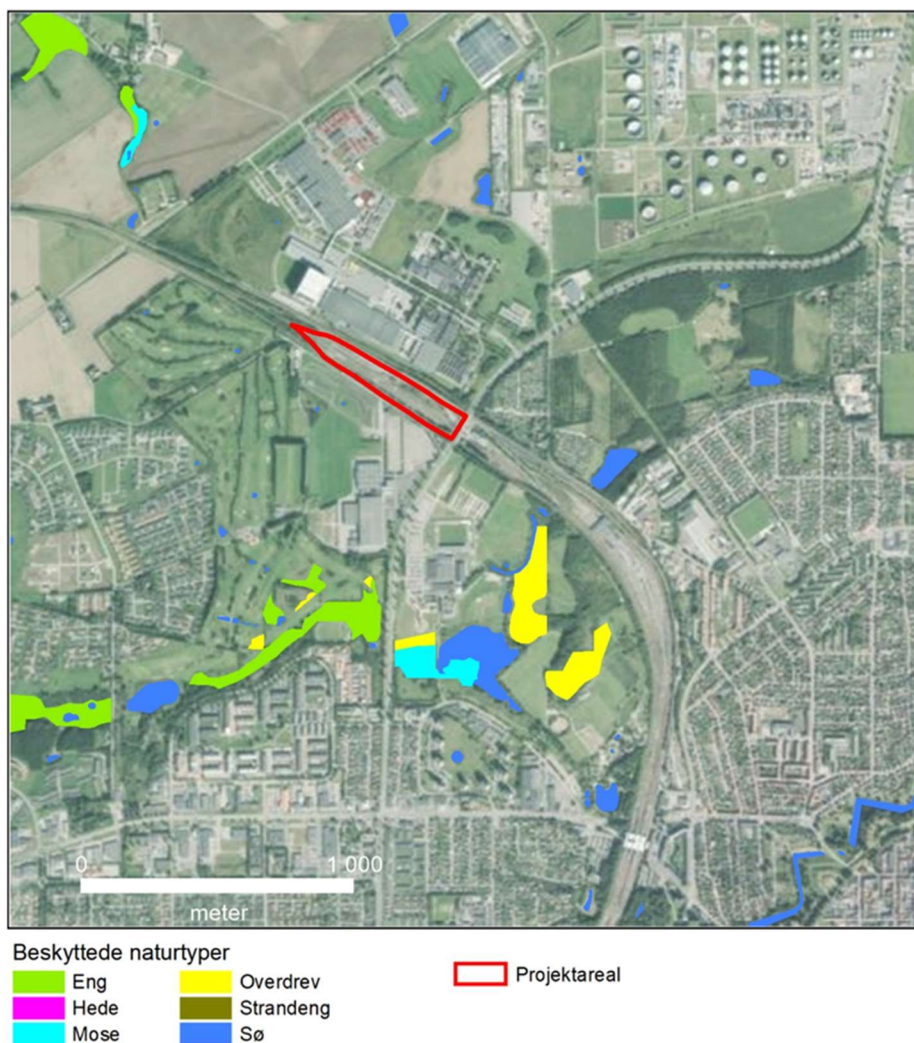 0 1 000
meter
Beskyttede naturtyper
Eng Overdrev Projektareal
Hede Strandeng
Mose Sø